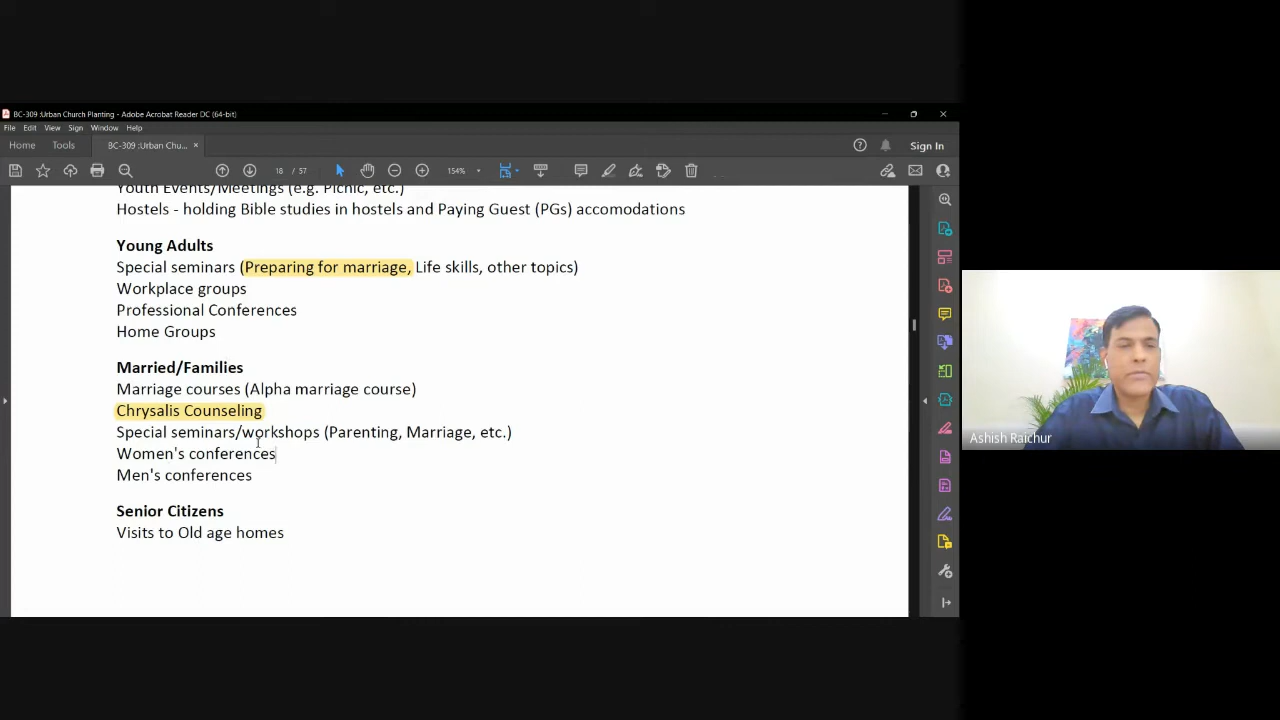 BC-309 :Urban Church Planting - Adobe Acrobat Reader DC (64-bit)
File Edit View Sign Window Help
Home Tools BC-309 :Urban Chu... × Sign In
18 / 57 154%
Youth Events/Meetings (e.g. Picnic, etc.)
Hostels - holding Bible studies in hostels and Paying Guest (PGs) accomodations
Young Adults
Special seminars (Preparing for marriage, Life skills, other topics)
Workplace groups
Professional Conferences
Home Groups
Married/Families
Marriage courses (Alpha marriage course)
Chrysalis Counseling
Special seminars/workshops (Parenting, Marriage, etc.)
Women's conferences
Men's conferences
Senior Citizens
Visits to Old age homes
Ashish Raichur